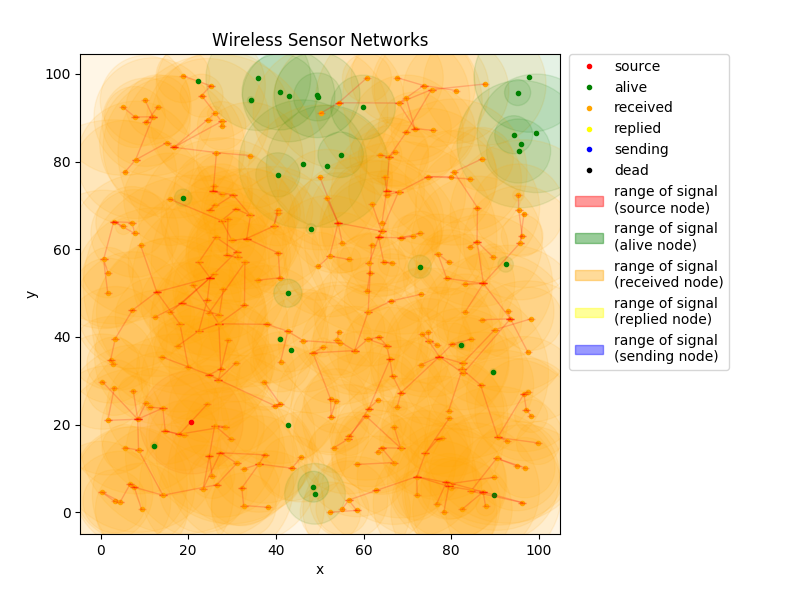 Wireless Sensor Networks
100
80
60
40
20
0
y
0 20 40 60 80 100
x
source
alive
received
replied
sending
dead
range of signal
(source node)
range of signal
(alive node)
range of signal
(received node)
range of signal
(replied node)
range of signal
(sending node)